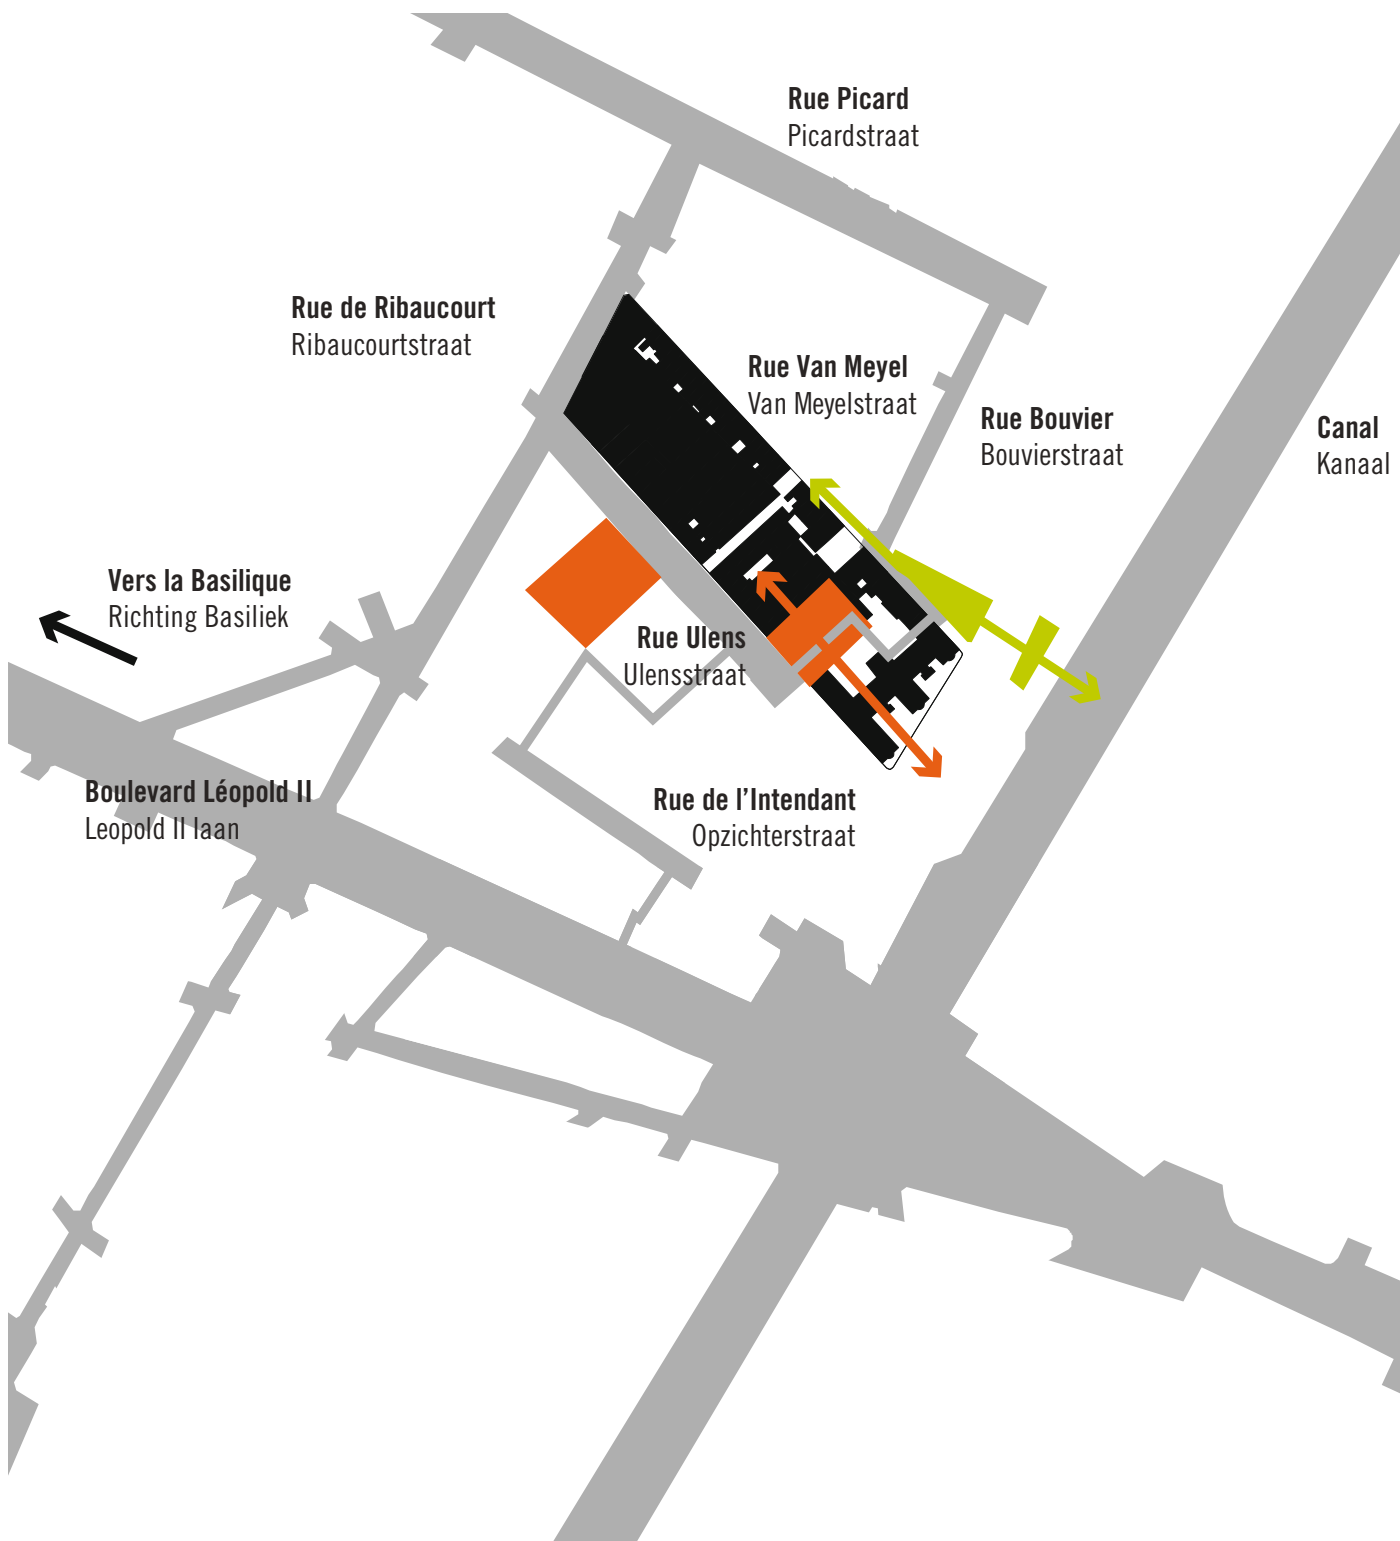 Rue Picard
Picardstraat
Rue de Ribaucourt
Ribaucourtstraat
Rue Van Meyel
Van Meyelstraat
Rue Bouvier
Bouvierstraat
Canal
Kanaal
Vers la Basilique
Richting Basiliek
Rue Ulens
Ulensstraat
Boulevard Léopold II
Leopold II laan
Rue de l'Intendant
Opzichterstraat